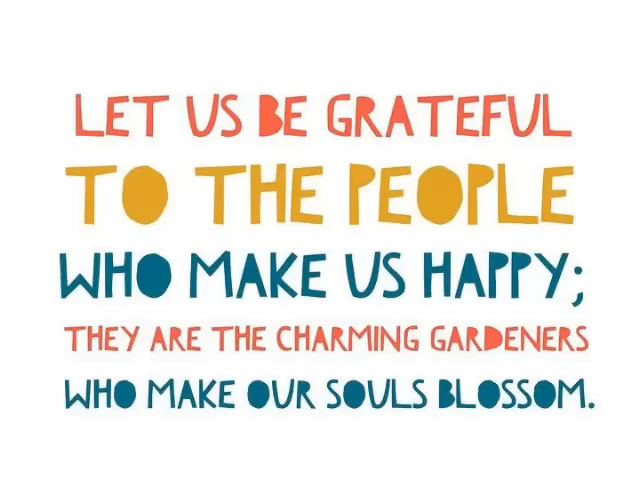 LET US BE GRATEFUL
TO THE PEOPLE
WHO MAKE US HAPPY;
THEY ARE THE CHARMING GARDENERS
WHO MAKE OUR SOULS BLOSSOM.